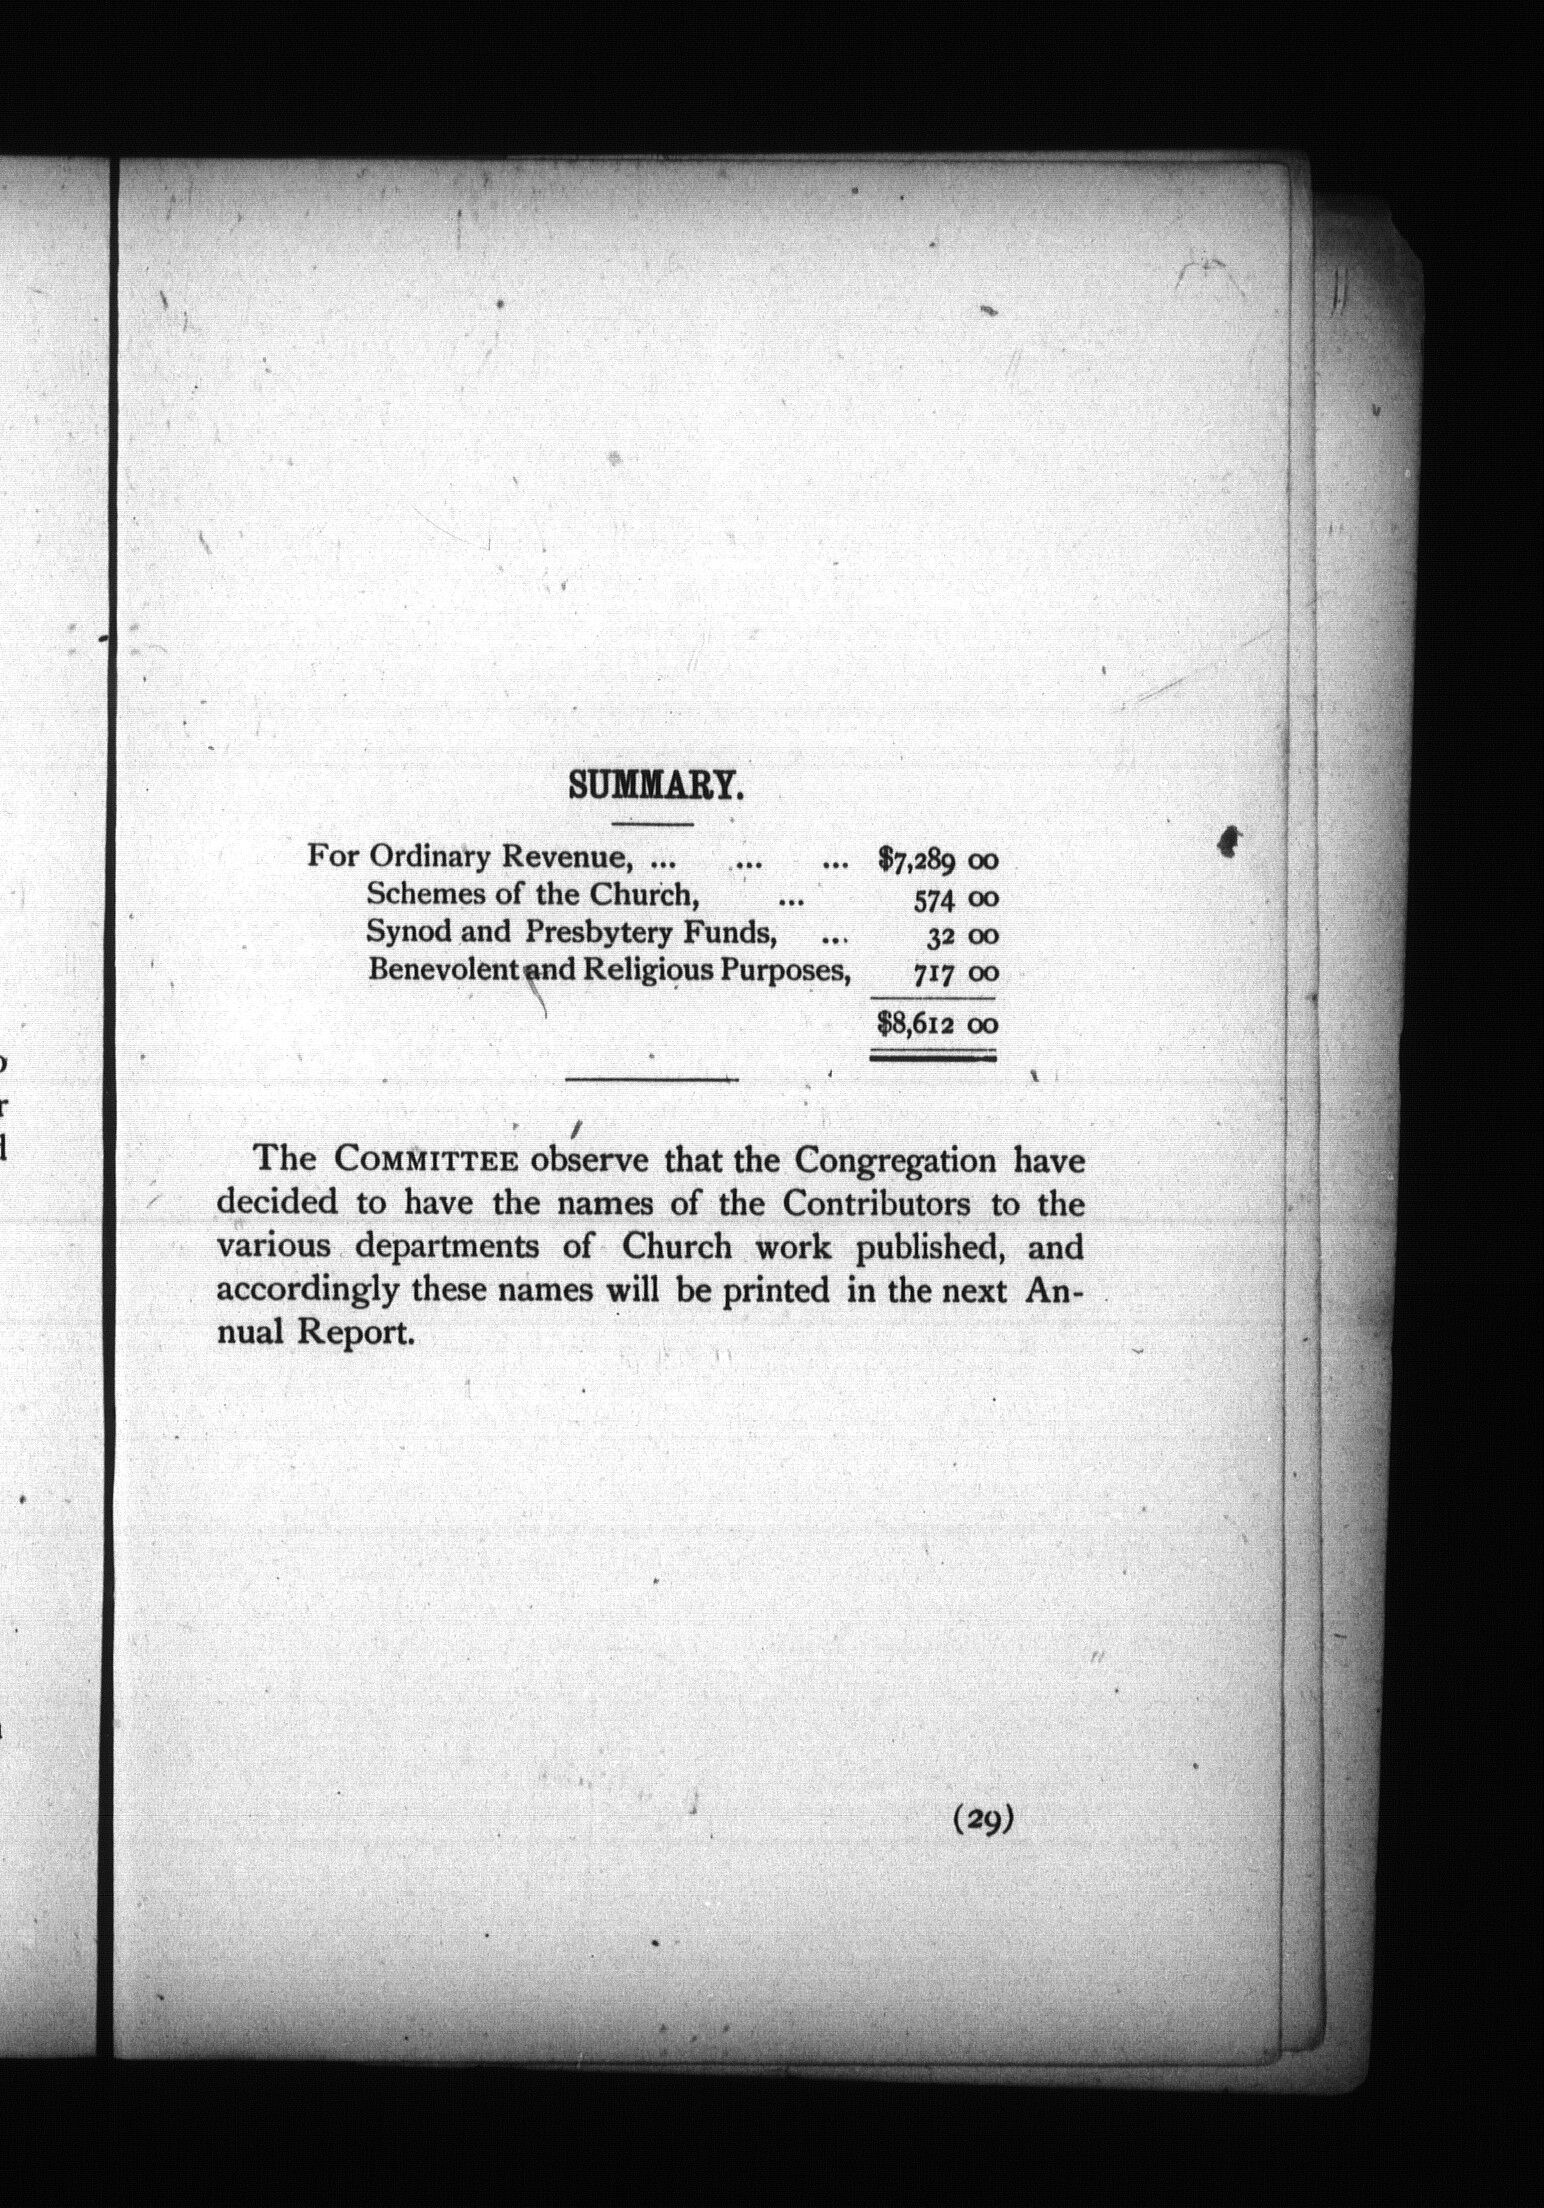 SUMMARY.
For Ordinary Revenue, ... ... ... $7,289 00
Schemes of the Church, ... 574 00
Synod and Presbytery Funds, ... 32 00
Benevolent and Religious Purposes, 717 00
$8,612 00
The COMMITTEE observe that the Congregation have
decided to have the names of the Contributors to the
various departments of Church work published, and
accordingly these names will be printed in the next An-
nual Report.
(29)